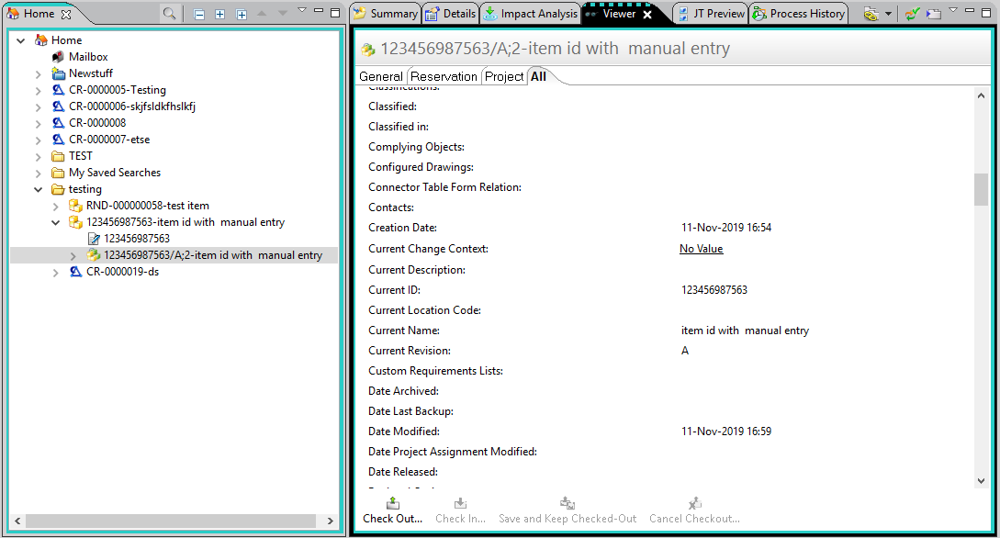 Home
Summary
Details
Impact Analysis
Viewer
JT Preview
Process History
Home
Mailbox
Newstuff
CR-0000005-Testing
CR-0000006-skjfsldkfhslkfj
CR-0000008
CR-0000007-etse
TEST
My Saved Searches
testing
RND-000000058-test item
123456987563-item id with  manual entry
123456987563
123456987563/A;2-item id with  manual entry
CR-0000019-ds
123456987563/A;2-item id with  manual entry
General Reservation Project All
Classifications:
Classified:
Classified in:
Complying Objects:
Configured Drawings:
Connector Table Form Relation:
Contacts:
Creation Date: 11-Nov-2019 16:54
Current Change Context: No Value
Current Description:
Current ID: 123456987563
Current Location Code:
Current Name: item id with  manual entry
Current Revision: A
Custom Requirements Lists:
Date Archived:
Date Last Backup:
Date Modified: 11-Nov-2019 16:59
Date Project Assignment Modified:
Date Released:
Check Out... Check In... Save and Keep Checked-Out Cancel Checkout...